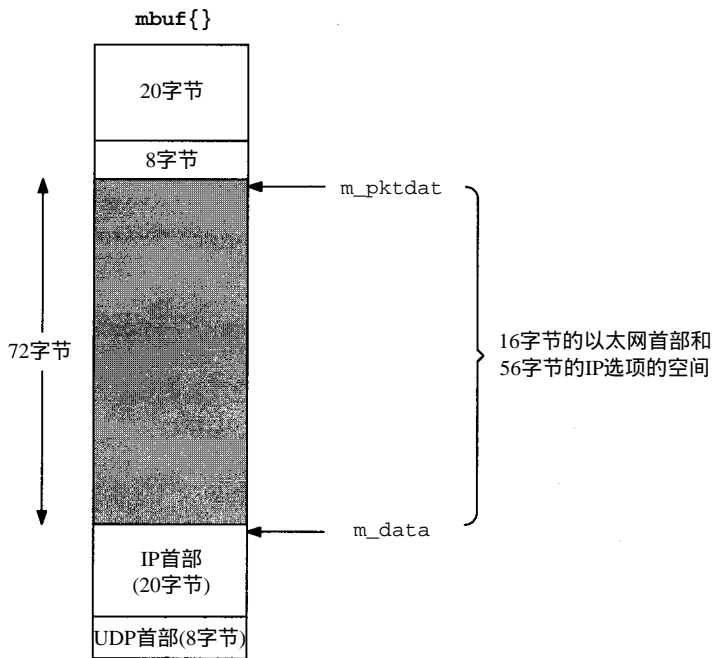 mbuf{}
20字节
8字节
m_pktdat
72字节
16字节的以太网首部和
56字节的IP选项的空间
m_data
IP首部
(20字节)
UDP首部(8字节)